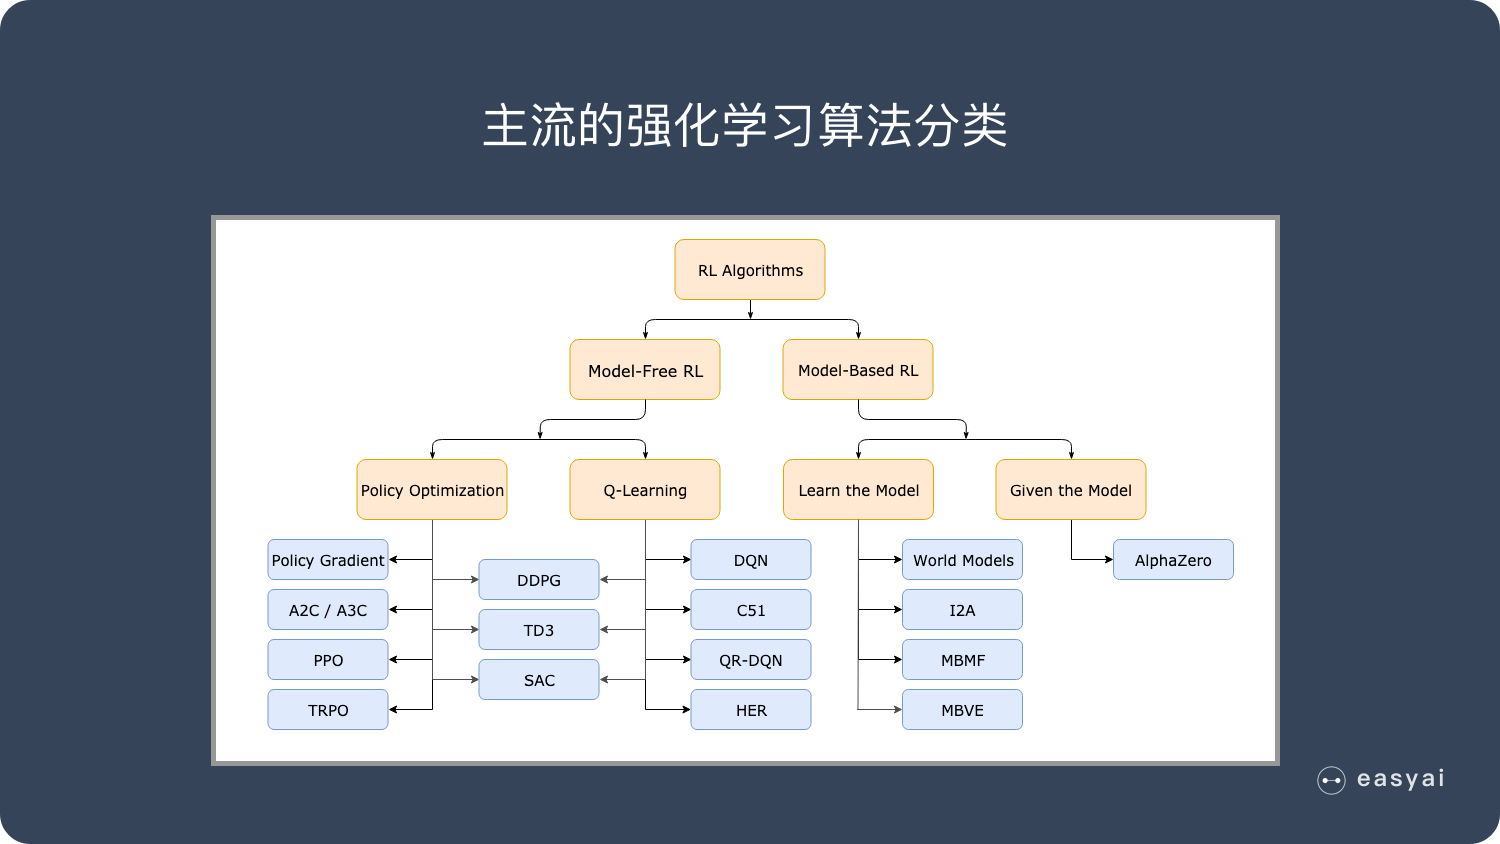 主流的强化学习算法分类
RL Algorithms
Model-Free RL
Model-Based RL
Policy Optimization
Q-Learning
Learn the Model
Given the Model
Policy Gradient
A2C / A3C
PPO
TRPO
DDPG
TD3
SAC
DQN
C51
QR-DQN
HER
World Models
I2A
MBMF
MBVE
AlphaZero
easyai